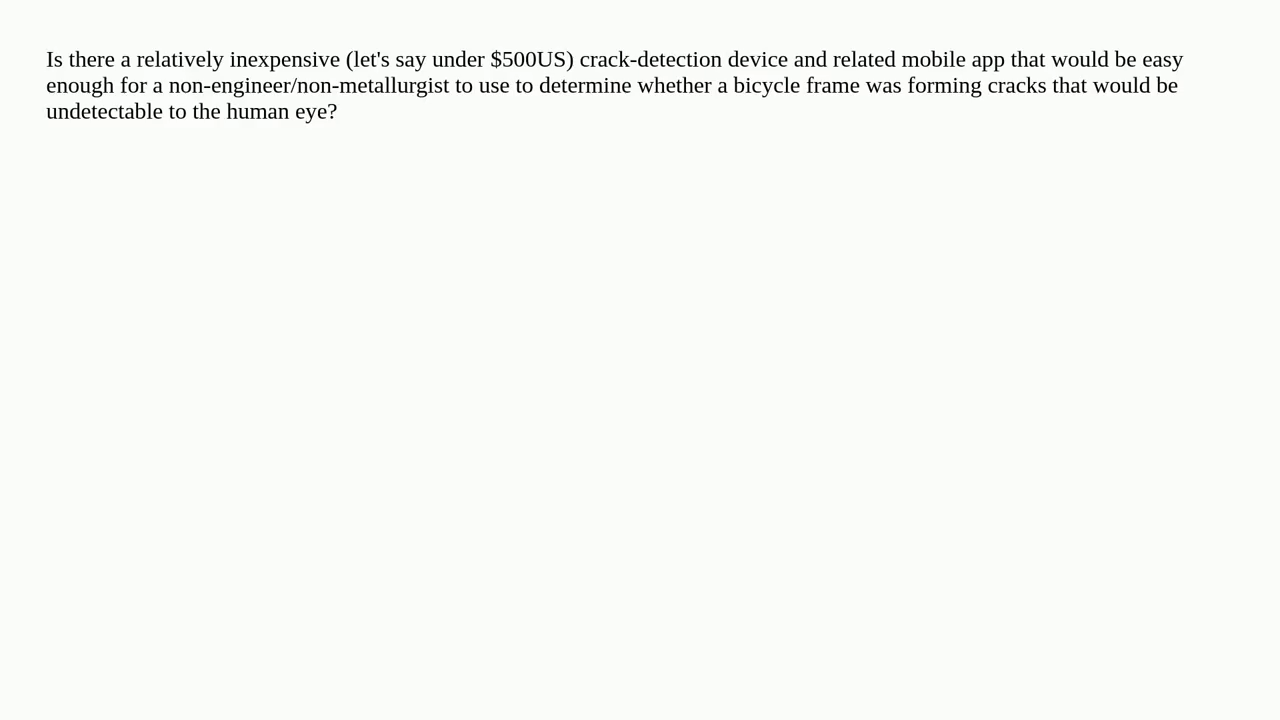 Is there a relatively inexpensive (let's say under $500US) crack-detection device and related mobile app that would be easy
enough for a non-engineer/non-metallurgist to use to determine whether a bicycle frame was forming cracks that would be
undetectable to the human eye?